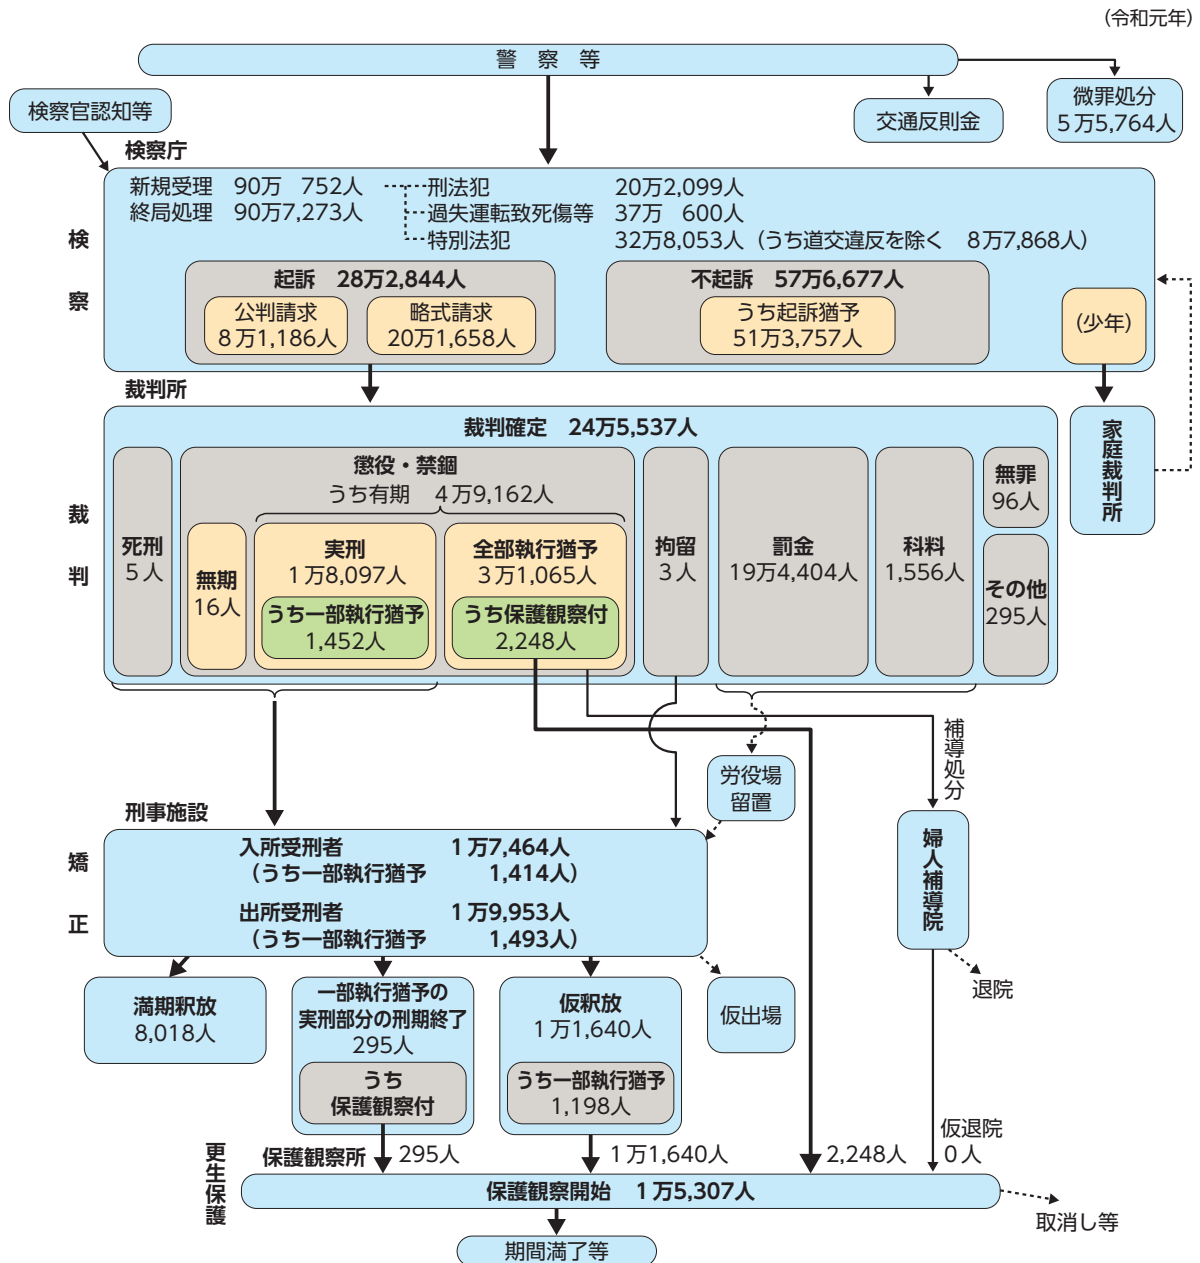 (令和元年)
警 察 等
検察官認知等
交通反則金
微罪処分
5万5,764人
検察庁
新規受理 90万 752人
終局処理 90万7,273人
刑法犯 20万2,099人
過失運転致死傷等 37万 600人
特別法犯 32万8,053人(うち道交違反を除く 8万7,868人)
検察
起訴 28万2,844人
公判請求
8万1,186人
略式請求
20万1,658人
不起訴 57万6,677人
うち起訴猶予
51万3,757人
(少年)
裁判所
家庭裁判所
裁判
裁判確定 24万5,537人
死刑
5人
懲役・禁錮
うち有期 4万9,162人
無期
16人
実刑
1万8,097人
うち一部執行猶予
1,452人
全部執行猶予
3万1,065人
うち保護観察付
2,248人
拘留
3人
罰金
19万4,404人
科料
1,556人
無罪
96人
その他
295人
労役場
留置
補導処分
婦人補導院
刑事施設
矯正
入所受刑者 1万7,464人
(うち一部執行猶予 1,414人)
出所受刑者 1万9,953人
(うち一部執行猶予 1,493人)
満期釈放
8,018人
一部執行猶予の
実刑部分の刑期終了
295人
うち
保護観察付
仮釈放
1万1,640人
うち一部執行猶予
1,198人
仮出場
退院
更生保護
保護観察所
295人
1万1,640人
2,248人
仮退院
0人
保護観察開始 1万5,307人
取消し等
期間満了等